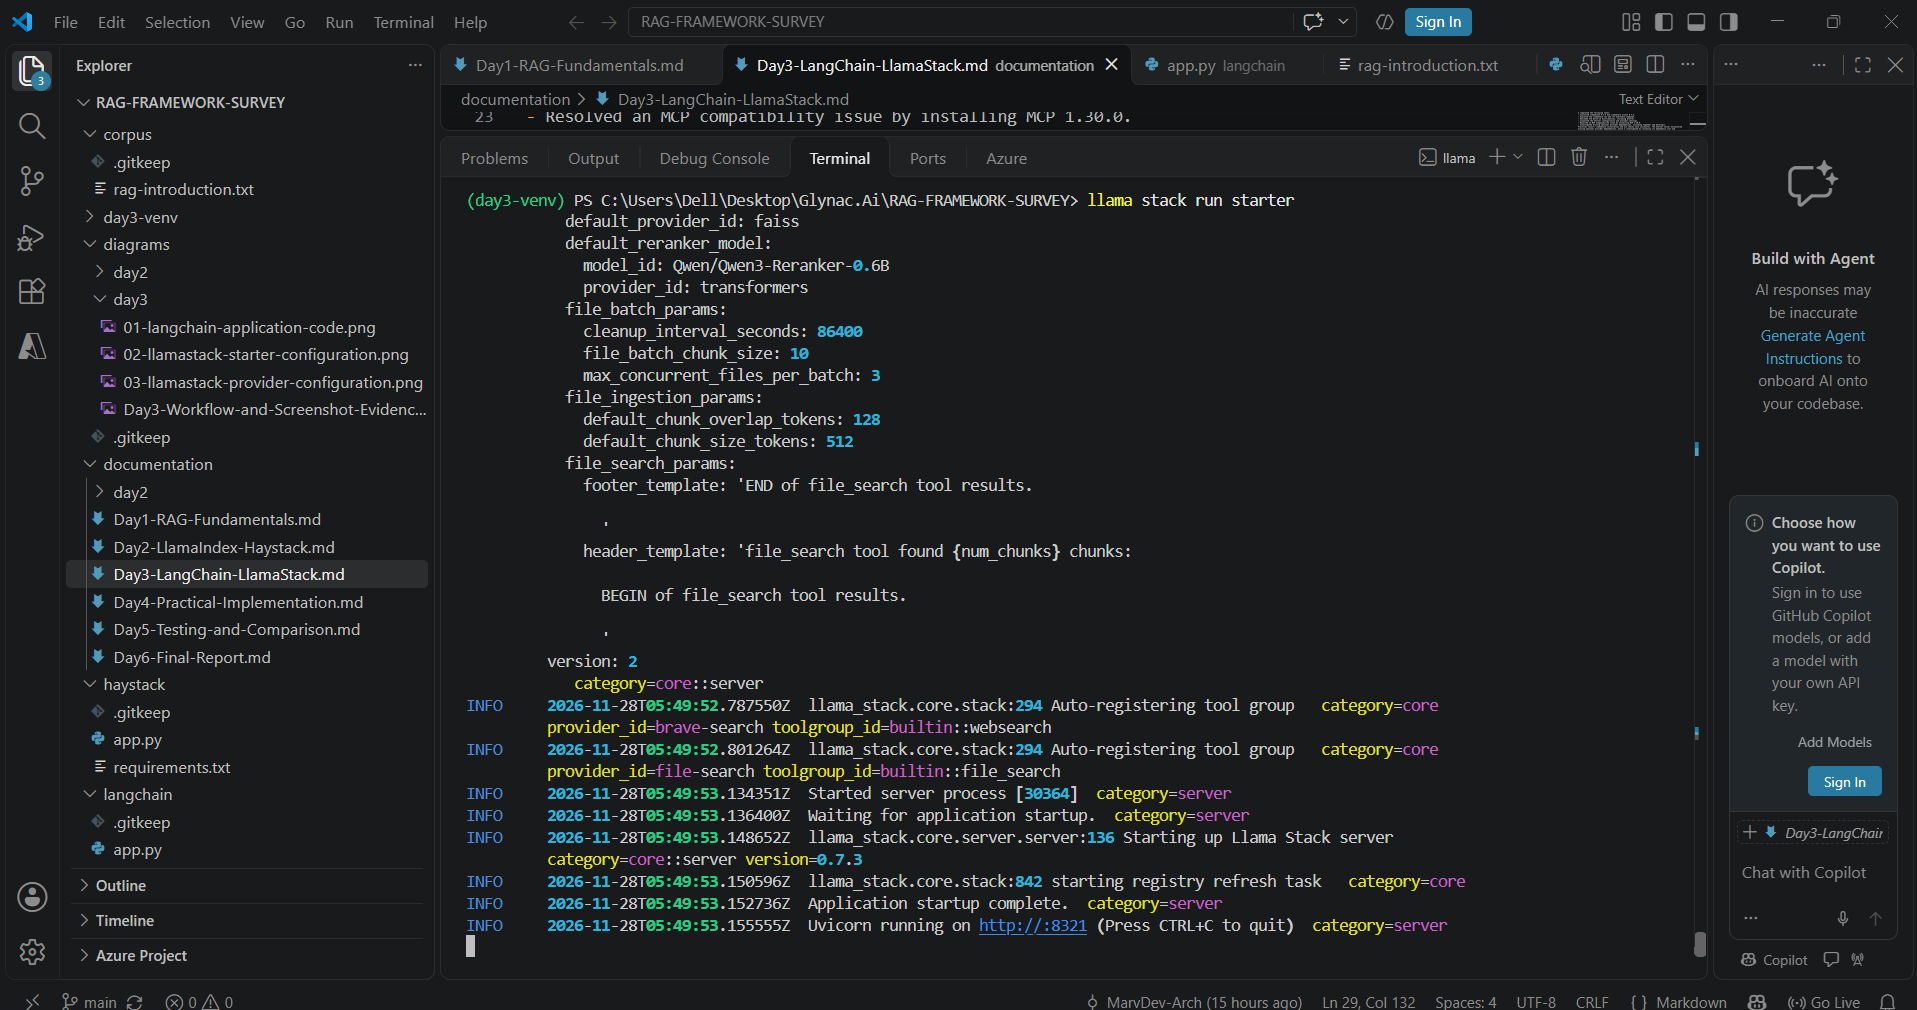 File Edit Selection View Go Run Terminal Help
RAG-FRAMEWORK-SURVEY
Sign In
Explorer
3
RAG-FRAMEWORK-SURVEY
corpus
.gitkeep
rag-introduction.txt
day3-venv
diagrams
day2
day3
01-langchain-application-code.png
02-llamastack-starter-configuration.png
03-llamastack-provider-configuration.png
Day3-Workflow-and-Screenshot-Evidenc...
.gitkeep
documentation
day2
Day1-RAG-Fundamentals.md
Day2-LlamaIndex-Haystack.md
Day3-LangChain-LlamaStack.md
Day4-Practical-Implementation.md
Day5-Testing-and-Comparison.md
Day6-Final-Report.md
haystack
.gitkeep
app.py
requirements.txt
langchain
.gitkeep
app.py
Outline
Timeline
Azure Project
Day1-RAG-Fundamentals.md
Day3-LangChain-LlamaStack.md documentation
app.py langchain
rag-introduction.txt
documentation > Day3-LangChain-LlamaStack.md
Text Editor
23 - Resolved an MCP compatibility issue by installing MCP 1.30.0.
Problems Output Debug Console Terminal Ports Azure
llama
(day3-venv) PS C:\Users\Dell\Desktop\Glynac.Ai\RAG-FRAMEWORK-SURVEY> llama stack run starter
default_provider_id: faiss
default_reranker_model:
model_id: Qwen/Qwen3-Reranker-0.6B
provider_id: transformers
file_batch_params:
cleanup_interval_seconds: 86400
file_batch_chunk_size: 10
max_concurrent_files_per_batch: 3
file_ingestion_params:
default_chunk_overlap_tokens: 128
default_chunk_size_tokens: 512
file_search_params:
footer_template: 'END of file_search tool results.
'
header_template: 'file_search tool found {num_chunks} chunks:
BEGIN of file_search tool results.
'
version: 2
category=core::server
INFO 2026-11-28T05:49:52.787550Z llama_stack.core.stack:294 Auto-registering tool group category=core
provider_id=brave-search toolgroup_id=builtin::websearch
INFO 2026-11-28T05:49:52.801264Z llama_stack.core.stack:294 Auto-registering tool group category=core
provider_id=file-search toolgroup_id=builtin::file_search
INFO 2026-11-28T05:49:53.134351Z Started server process [30364] category=server
INFO 2026-11-28T05:49:53.136400Z Waiting for application startup. category=server
INFO 2026-11-28T05:49:53.148652Z llama_stack.core.server.server:136 Starting up Llama Stack server
category=core::server version=0.7.3
INFO 2026-11-28T05:49:53.150596Z llama_stack.core.stack:842 starting registry refresh task category=core
INFO 2026-11-28T05:49:53.152736Z Application startup complete. category=server
INFO 2026-11-28T05:49:53.155555Z Uvicorn running on http://:8321 (Press CTRL+C to quit) category=server
Build with Agent
AI responses may
be inaccurate
Generate Agent
Instructions to
onboard AI onto
your codebase.
Choose how
you want to use
Copilot.
Sign in to use
GitHub Copilot
models, or add
a model with
your own API
key.
Add Models
Sign In
Day3-LangChair
Chat with Copilot
Copilot
main
0 0
MarvDev-Arch (15 hours ago) Ln 29, Col 132 Spaces: 4 UTF-8 CRLF {} Markdown Go Live